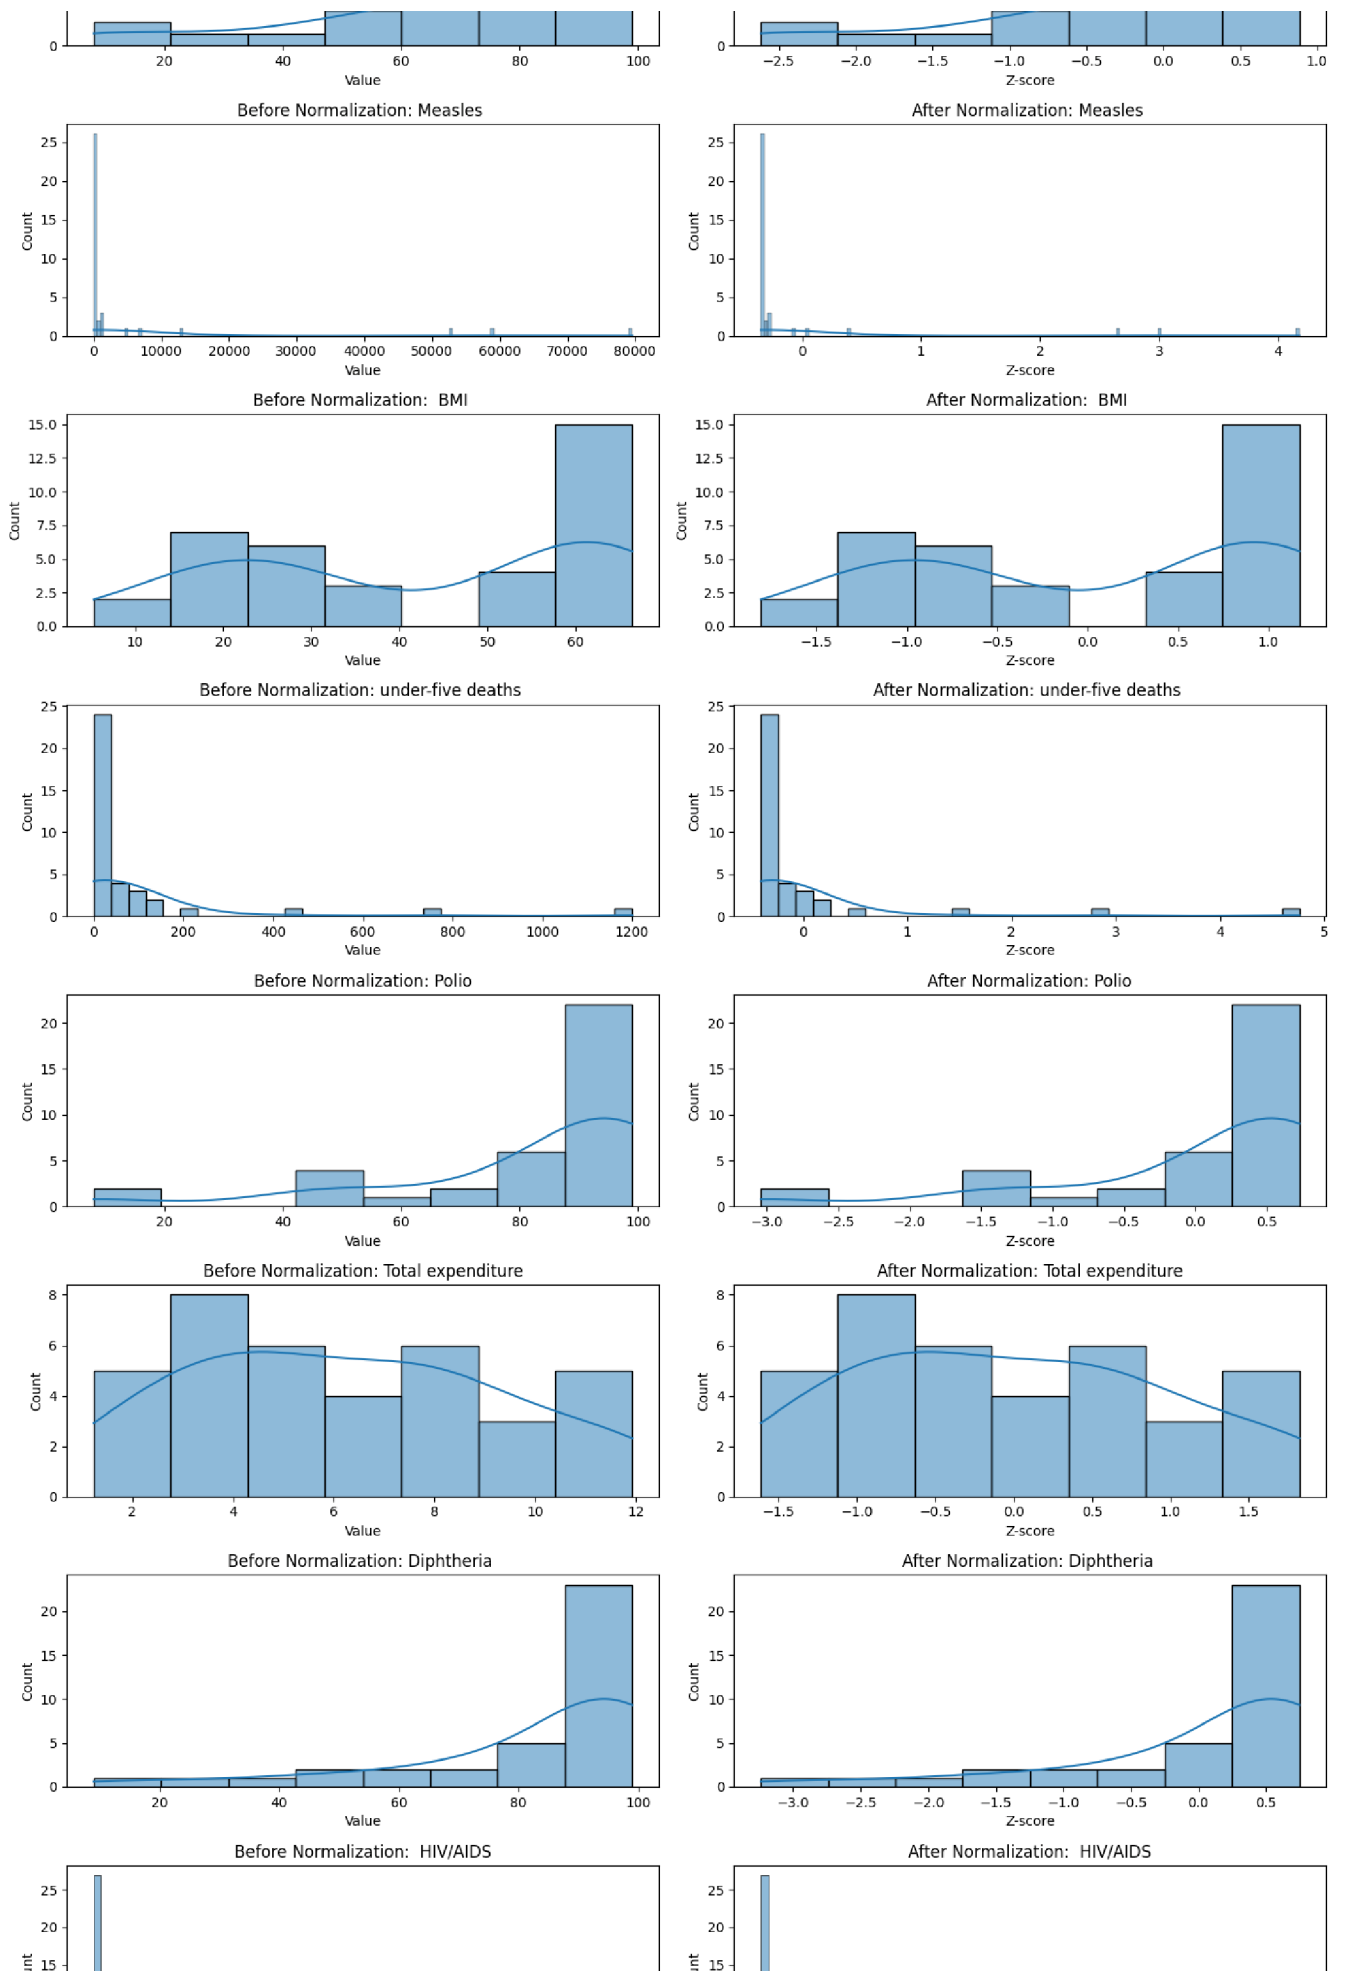 0
20 40 60 80 100
Value
0
−2.5 −2.0 −1.5 −1.0 −0.5 0.0 0.5 1.0
Z-score
Before Normalization: Measles
25
20
15
10
5
0
Count
0 10000 20000 30000 40000 50000 60000 70000 80000
Value
After Normalization: Measles
25
20
15
10
5
0
Count
0 1 2 3 4
Z-score
Before Normalization:  BMI
15.0
12.5
10.0
7.5
5.0
2.5
0.0
Count
10 20 30 40 50 60
Value
After Normalization:  BMI
15.0
12.5
10.0
7.5
5.0
2.5
0.0
Count
−1.5 −1.0 −0.5 0.0 0.5 1.0
Z-score
Before Normalization: under-five deaths
25
20
15
10
5
0
Count
0 200 400 600 800 1000 1200
Value
After Normalization: under-five deaths
25
20
15
10
5
0
Count
0 1 2 3 4 5
Z-score
Before Normalization: Polio
20
15
10
5
0
Count
20 40 60 80 100
Value
After Normalization: Polio
20
15
10
5
0
Count
−3.0 −2.5 −2.0 −1.5 −1.0 −0.5 0.0 0.5
Z-score
Before Normalization: Total expenditure
8
6
4
2
0
Count
2 4 6 8 10 12
Value
After Normalization: Total expenditure
8
6
4
2
0
Count
−1.5 −1.0 −0.5 0.0 0.5 1.0 1.5
Z-score
Before Normalization: Diphtheria
20
15
10
5
0
Count
20 40 60 80 100
Value
After Normalization: Diphtheria
20
15
10
5
0
Count
−3.0 −2.5 −2.0 −1.5 −1.0 −0.5 0.0 0.5
Z-score
Before Normalization:  HIV/AIDS
25
20
15
After Normalization:  HIV/AIDS
25
20
15